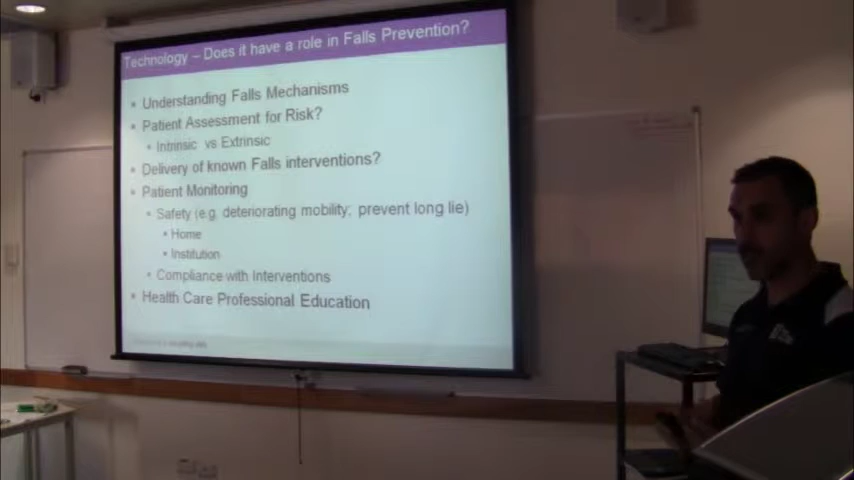 Technology – Does it have a role in Falls Prevention?
Understanding Falls Mechanisms
Patient Assessment for Risk?
Intrinsic vs Extrinsic
Delivery of known Falls interventions?
Patient Monitoring
Safety (e.g. deteriorating mobility; prevent long lie)
Home
Institution
Compliance with Interventions
Health Care Professional Education